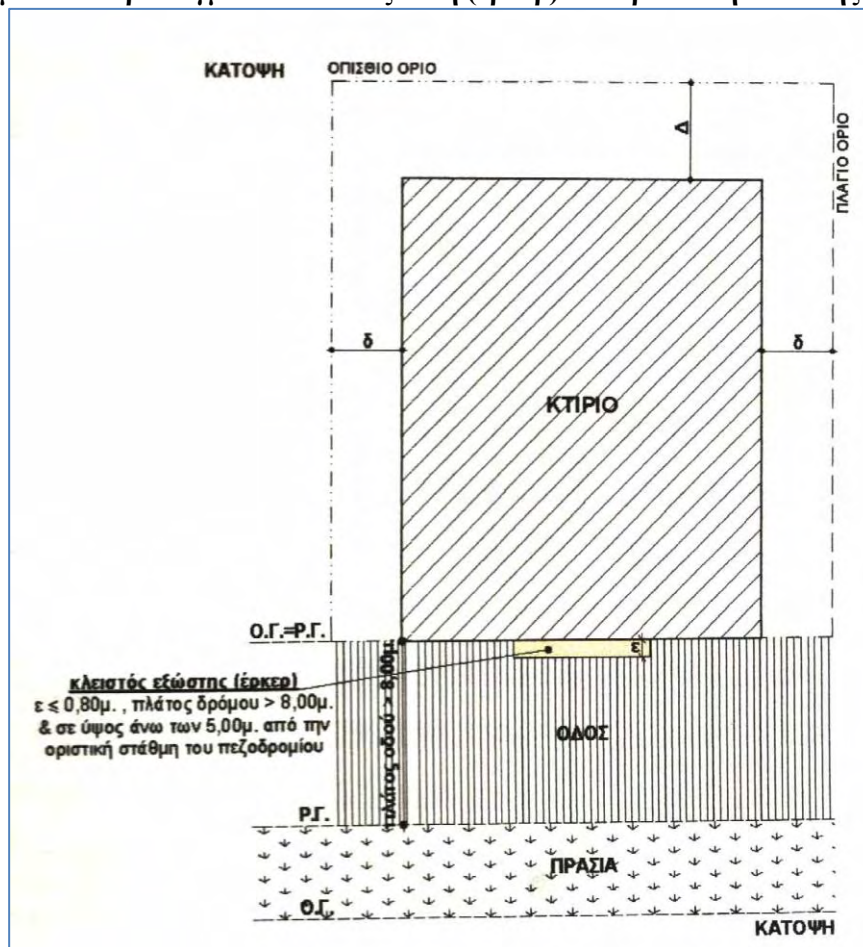 ΚΑΤΟΨΗ
ΟΠΙΣΘΙΟ ΟΡΙΟ
Δ
ΠΛΑΓΙΟ ΟΡΙΟ
δ
δ
ΚΤΙΡΙΟ
Ο.Γ.=Ρ.Γ.
ε
κλειστός εξώστης (έρκερ)
ε ≤ 0,80μ. , πλάτος δρόμου > 8,00μ.
& σε ύψος άνω των 5,00μ. από την
οριστική στάθμη του πεζοδρομίου
πλάτος οδού > 8,00μ.
ΟΔΟΣ
Ρ.Γ.
ΠΡΑΣΙΑ
Θ.Γ.
ΚΑΤΟΨΗ